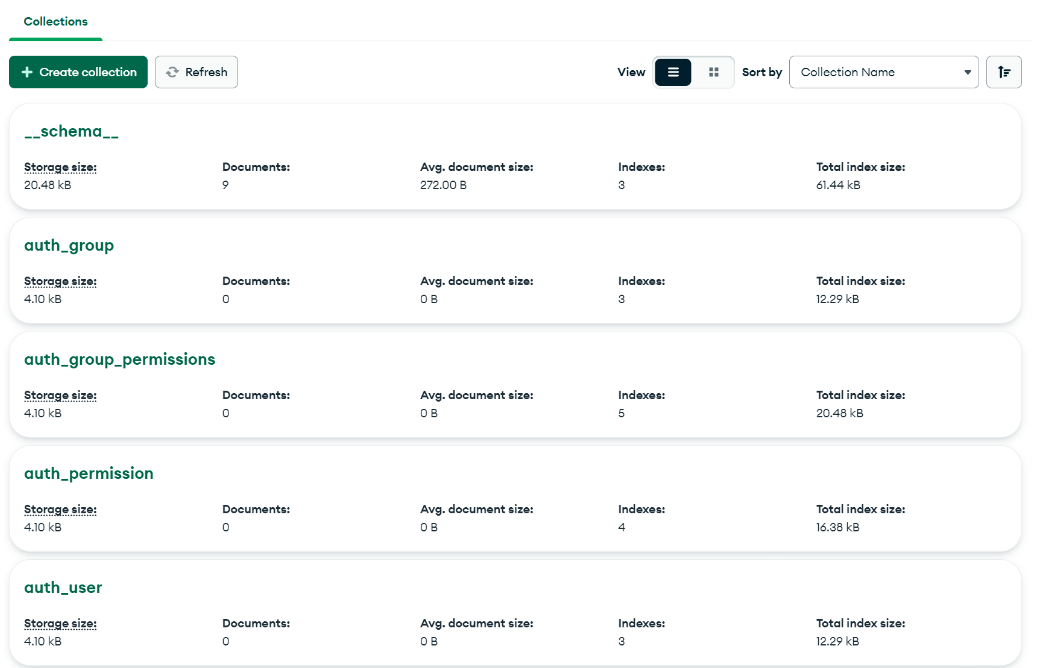 Collections
Create collection Refresh View Sort by Collection Name
__schema__
Storage size: Documents: Avg. document size: Indexes: Total index size:
20.48 kB 9 272.00 B 3 61.44 kB
auth_group
Storage size: Documents: Avg. document size: Indexes: Total index size:
4.10 kB 0 0 B 3 12.29 kB
auth_group_permissions
Storage size: Documents: Avg. document size: Indexes: Total index size:
4.10 kB 0 0 B 5 20.48 kB
auth_permission
Storage size: Documents: Avg. document size: Indexes: Total index size:
4.10 kB 0 0 B 4 16.38 kB
auth_user
Storage size: Documents: Avg. document size: Indexes: Total index size:
4.10 kB 0 0 B 3 12.29 kB